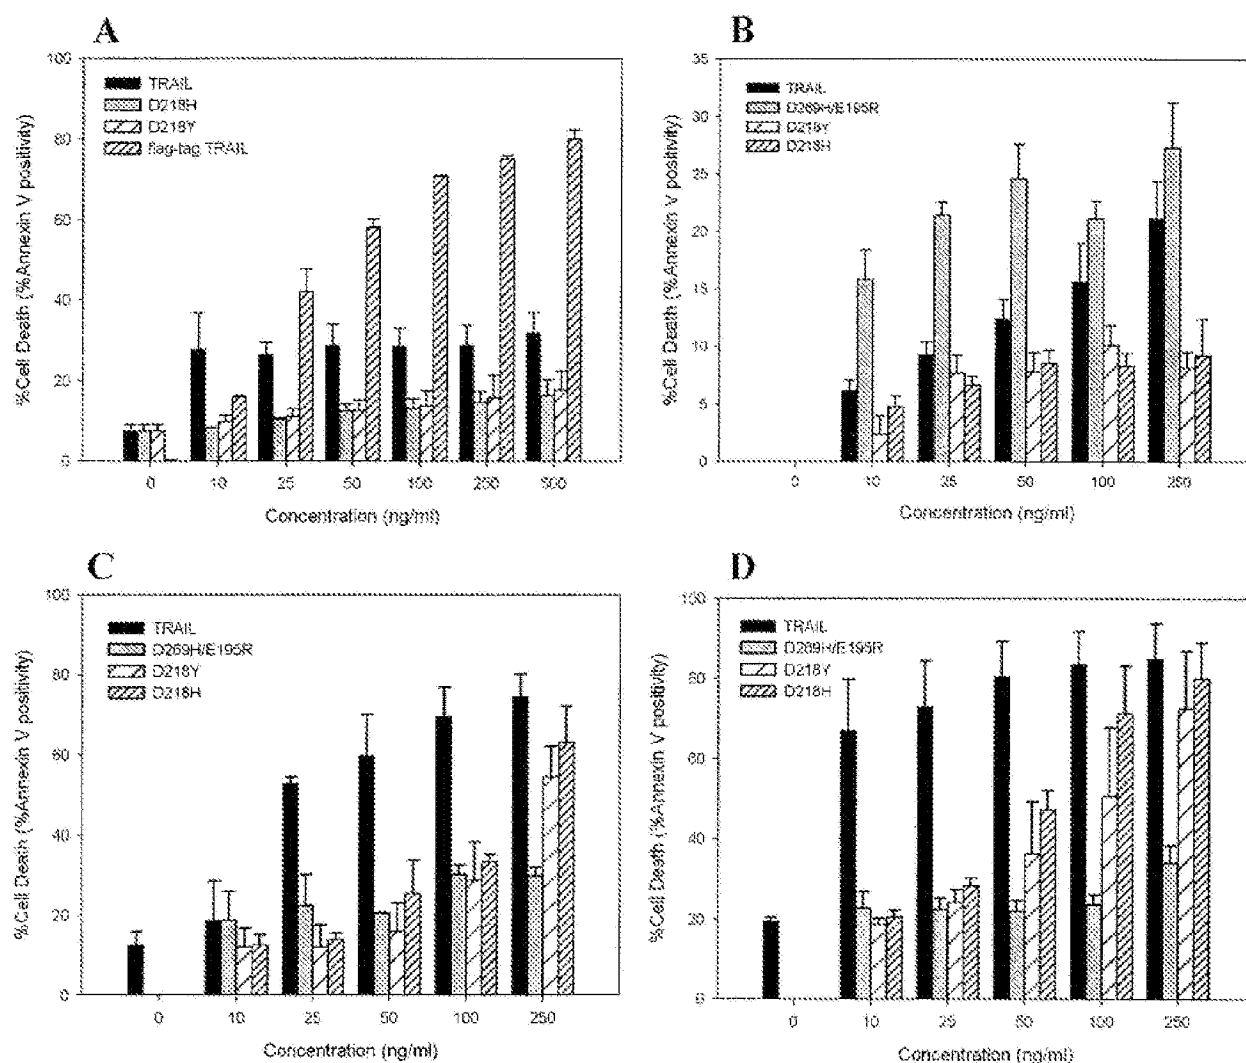 A
%Cell Death (%Annexin V positivity)
100
80
60
40
20
0
TRAIL
D218H
D218Y
flag-tag TRAIL
0 10 25 50 100 250 500
Concentration (ng/ml)
B
%Cell Death (%Annexin V positivity)
35
30
25
20
15
10
5
0
TRAIL
D269H/E195R
D218Y
D218H
0 10 25 50 100 250
Concentration (ng/ml)
C
%Cell Death (%Annexin V positivity)
100
80
60
40
20
0
TRAIL
D269H/E195R
D218Y
D218H
0 10 25 50 100 250
Concentration (ng/ml)
D
%Cell Death (%Annexin V positivity)
100
80
60
40
20
0
TRAIL
D269H/E195R
D218Y
D218H
0 10 25 50 100 250
Concentration (ng/ml)